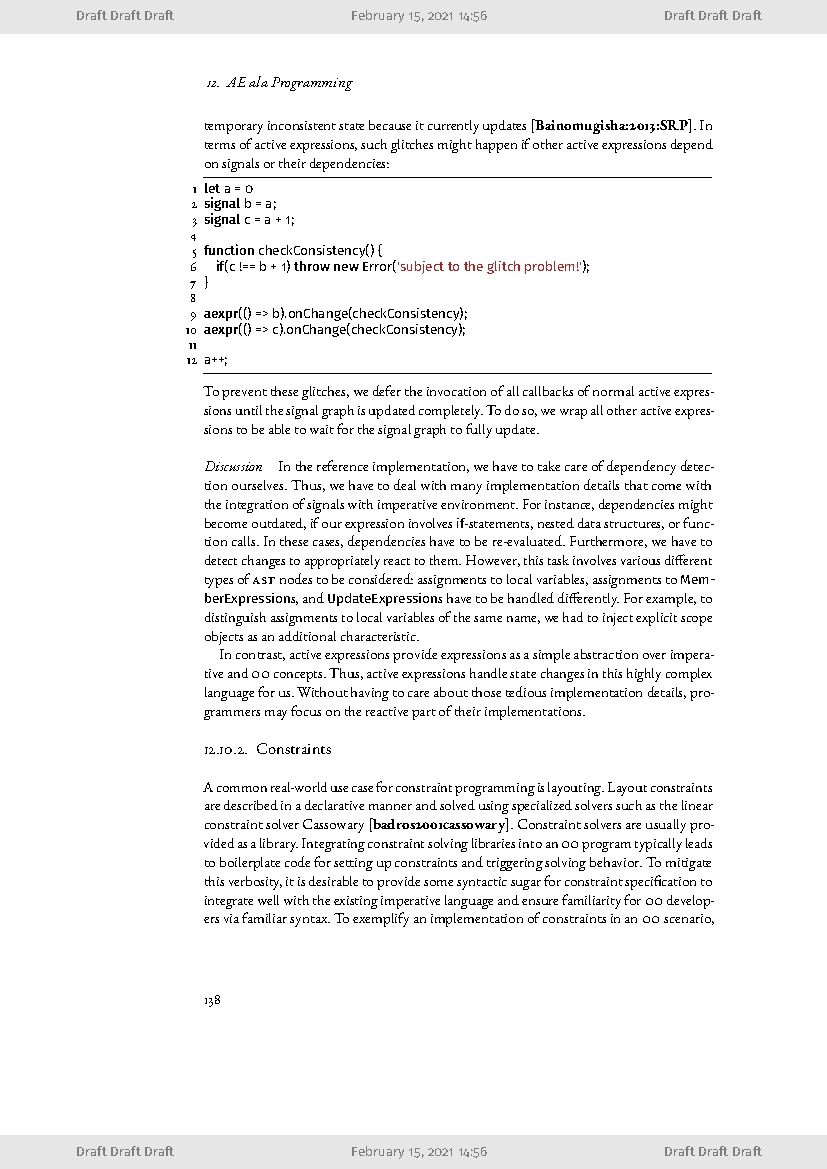 Draft Draft Draft February 15, 2021 14:56 Draft Draft Draft
12. AE ala Programming
temporary inconsistent state because it currently updates [Bainomugisha:2013:SRP]. In
terms of active expressions, such glitches might happen if other active expressions depend
on signals or their dependencies:
1 let a = 0
2 signal b = a;
3 signal c = a + 1;
4
5 function checkConsistency() {
6 if(c !== b + 1) throw new Error('subject to the glitch problem!');
7 }
8
9 aexpr(() => b).onChange(checkConsistency);
10 aexpr(() => c).onChange(checkConsistency);
11
12 a++;
To prevent these glitches, we defer the invocation of all callbacks of normal active expres-
sions until the signal graph is updated completely. To do so, we wrap all other active expres-
sions to be able to wait for the signal graph to fully update.
Discussion In the reference implementation, we have to take care of dependency detec-
tion ourselves. Thus, we have to deal with many implementation details that come with
the integration of signals with imperative environment. For instance, dependencies might
become outdated, if our expression involves if-statements, nested data structures, or func-
tion calls. In these cases, dependencies have to be re-evaluated. Furthermore, we have to
detect changes to appropriately react to them. However, this task involves various different
types of AST nodes to be considered: assignments to local variables, assignments to Mem-
berExpressions, and UpdateExpressions have to be handled differently. For example, to
distinguish assignments to local variables of the same name, we had to inject explicit scope
objects as an additional characteristic.
In contrast, active expressions provide expressions as a simple abstraction over impera-
tive and OO concepts. Thus, active expressions handle state changes in this highly complex
language for us. Without having to care about those tedious implementation details, pro-
grammers may focus on the reactive part of their implementations.
12.10.2. Constraints
A common real-world use case for constraint programming is layouting. Layout constraints
are described in a declarative manner and solved using specialized solvers such as the linear
constraint solver Cassowary [badros2001cassowary]. Constraint solvers are usually pro-
vided as a library. Integrating constraint solving libraries into an OO program typically leads
to boilerplate code for setting up constraints and triggering solving behavior. To mitigate
this verbosity, it is desirable to provide some syntactic sugar for constraint specification to
integrate well with the existing imperative language and ensure familiarity for OO develop-
ers via familiar syntax. To exemplify an implementation of constraints in an OO scenario,
138
Draft Draft Draft February 15, 2021 14:56 Draft Draft Draft